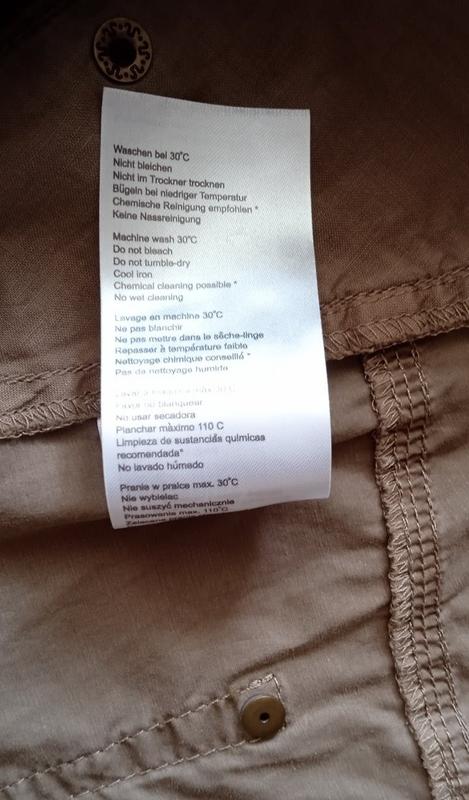 Waschen bei 30°C
Nicht bleichen
Nicht im Trockner trocknen
Bügeln bei niedriger Temperatur
Chemische Reinigung empfohlen *
Keine Nassreinigung
Machine wash 30°C
Do not bleach
Do not tumble-dry
Cool iron
Chemical cleaning possible *
No wet cleaning
Lavage en machine 30°C
Ne pas blanchir
Ne pas mettre dans le sèche-linge
Repasser à température faible
Nettoyage chimique conseillé *
Pas de nettoyage humide
No usar secadora
Planchar màximo 110 C
Limpieza de sustancias quimicas
recomendada*
No lavado húmado
Pranie w pralce max. 30°C
Nie wybielac
Nie suszyć mechanicznie
Prasowanie max. 110°C